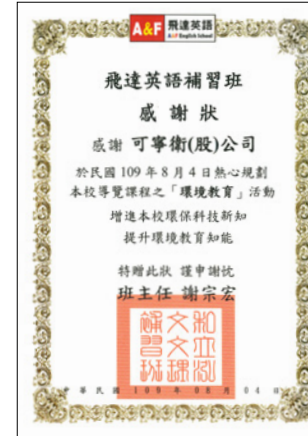 A&F 飛達英語
A&F English School
飛達英語補習班
感謝狀
感謝 可寧衛(股)公司
於民國 109 年 8 月 4 日熱心規劃
本校導覽課程之「環境教育」活動
增進本校環保科技新知
提升環境教育知能
特贈此狀 謹申謝忱
班主任 謝宗宏
中華民國 109 年 08 月 04 日